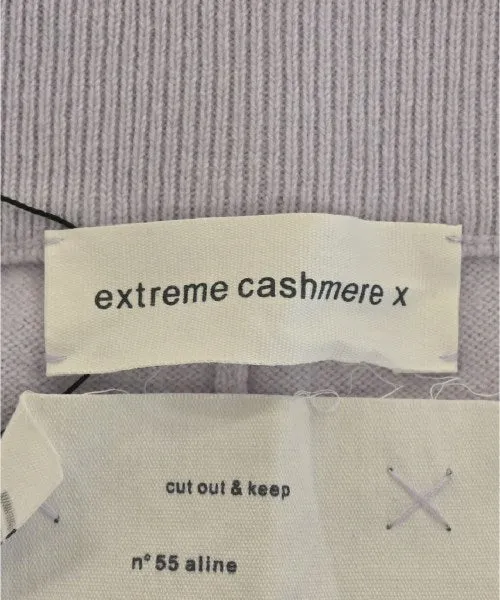 extreme cashmere x
cut out & keep
n° 55 aline